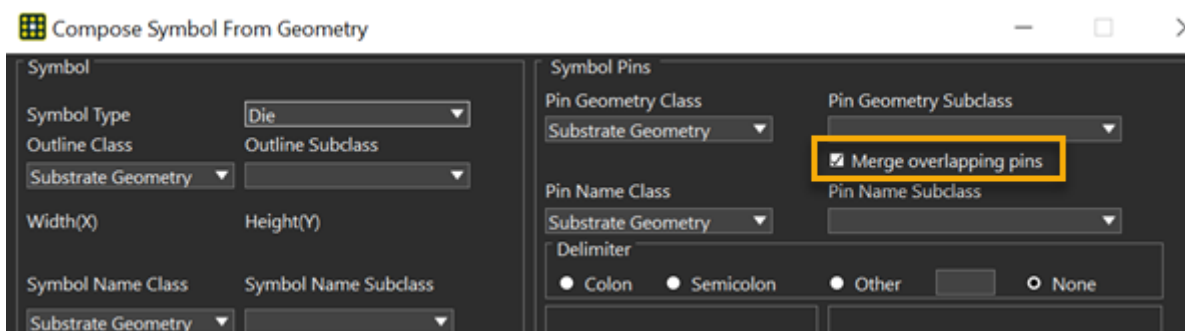 Compose Symbol From Geometry
Symbol
Symbol Type
Die
Outline Class
Outline Subclass
Substrate Geometry
Width(X)
Height(Y)
Symbol Name Class
Symbol Name Subclass
Substrate Geometry
Symbol Pins
Pin Geometry Class
Pin Geometry Subclass
Substrate Geometry
Merge overlapping pins
Pin Name Class
Pin Name Subclass
Substrate Geometry
Delimiter
Colon
Semicolon
Other
None